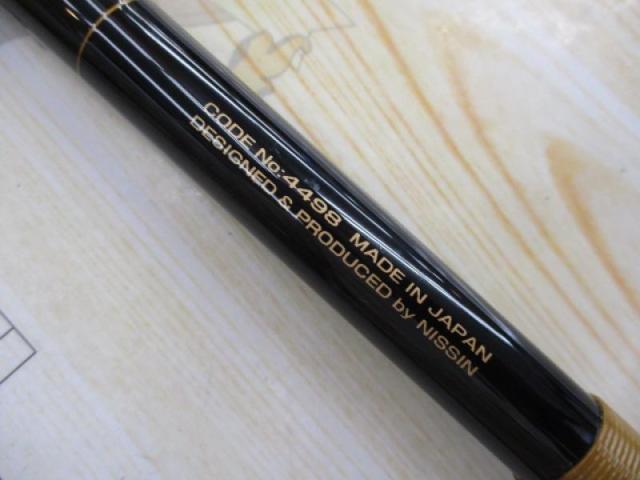 CODE No:4498 MADE IN JAPAN
DESIGNED & PRODUCED by NISSIN